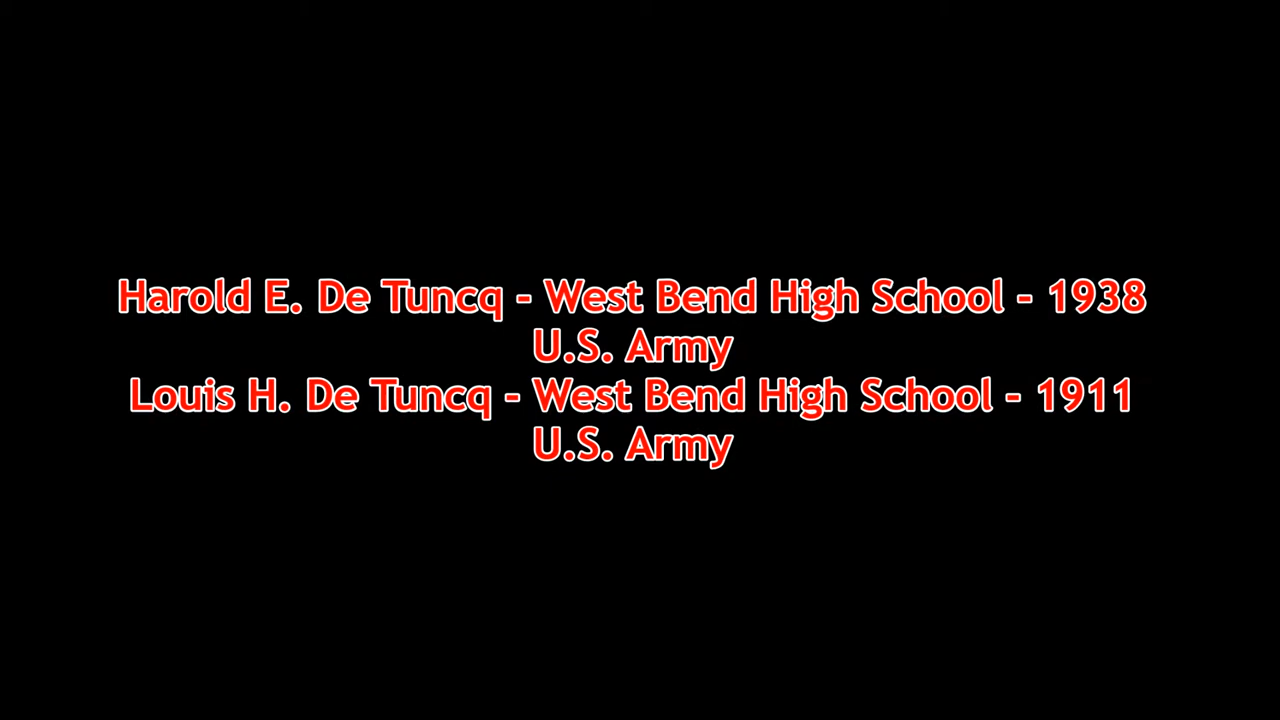 Harold E. De Tuncq - West Bend High School - 1938
U.S. Army
Louis H. De Tuncq - West Bend High School - 1911
U.S. Army